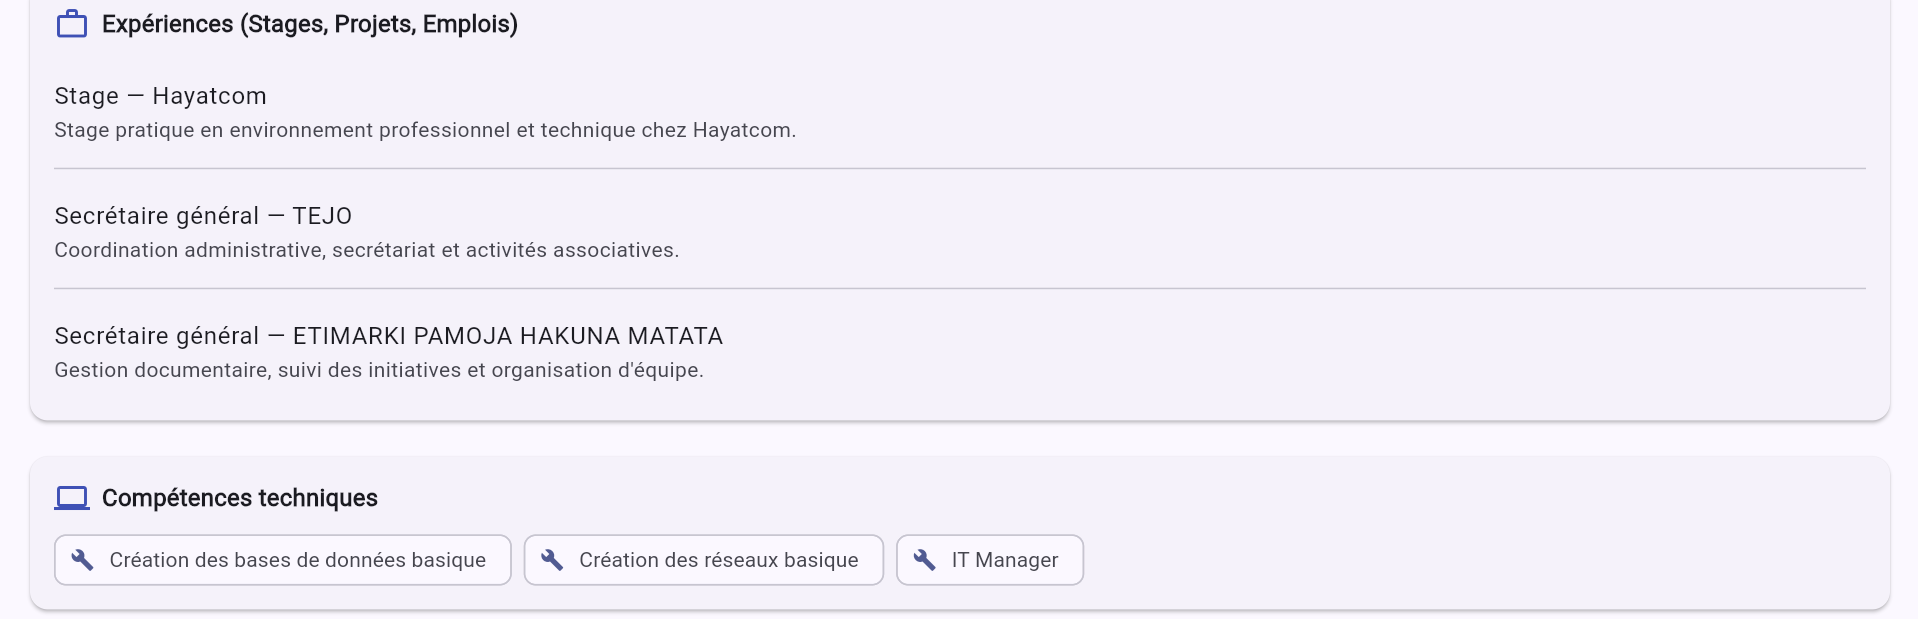 Expériences (Stages, Projets, Emplois)
Stage — Hayatcom
Stage pratique en environnement professionnel et technique chez Hayatcom.
Secrétaire général — TEJO
Coordination administrative, secrétariat et activités associatives.
Secrétaire général — ETIMARKI PAMOJA HAKUNA MATATA
Gestion documentaire, suivi des initiatives et organisation d'équipe.
Compétences techniques
Création des bases de données basique
Création des réseaux basique
IT Manager